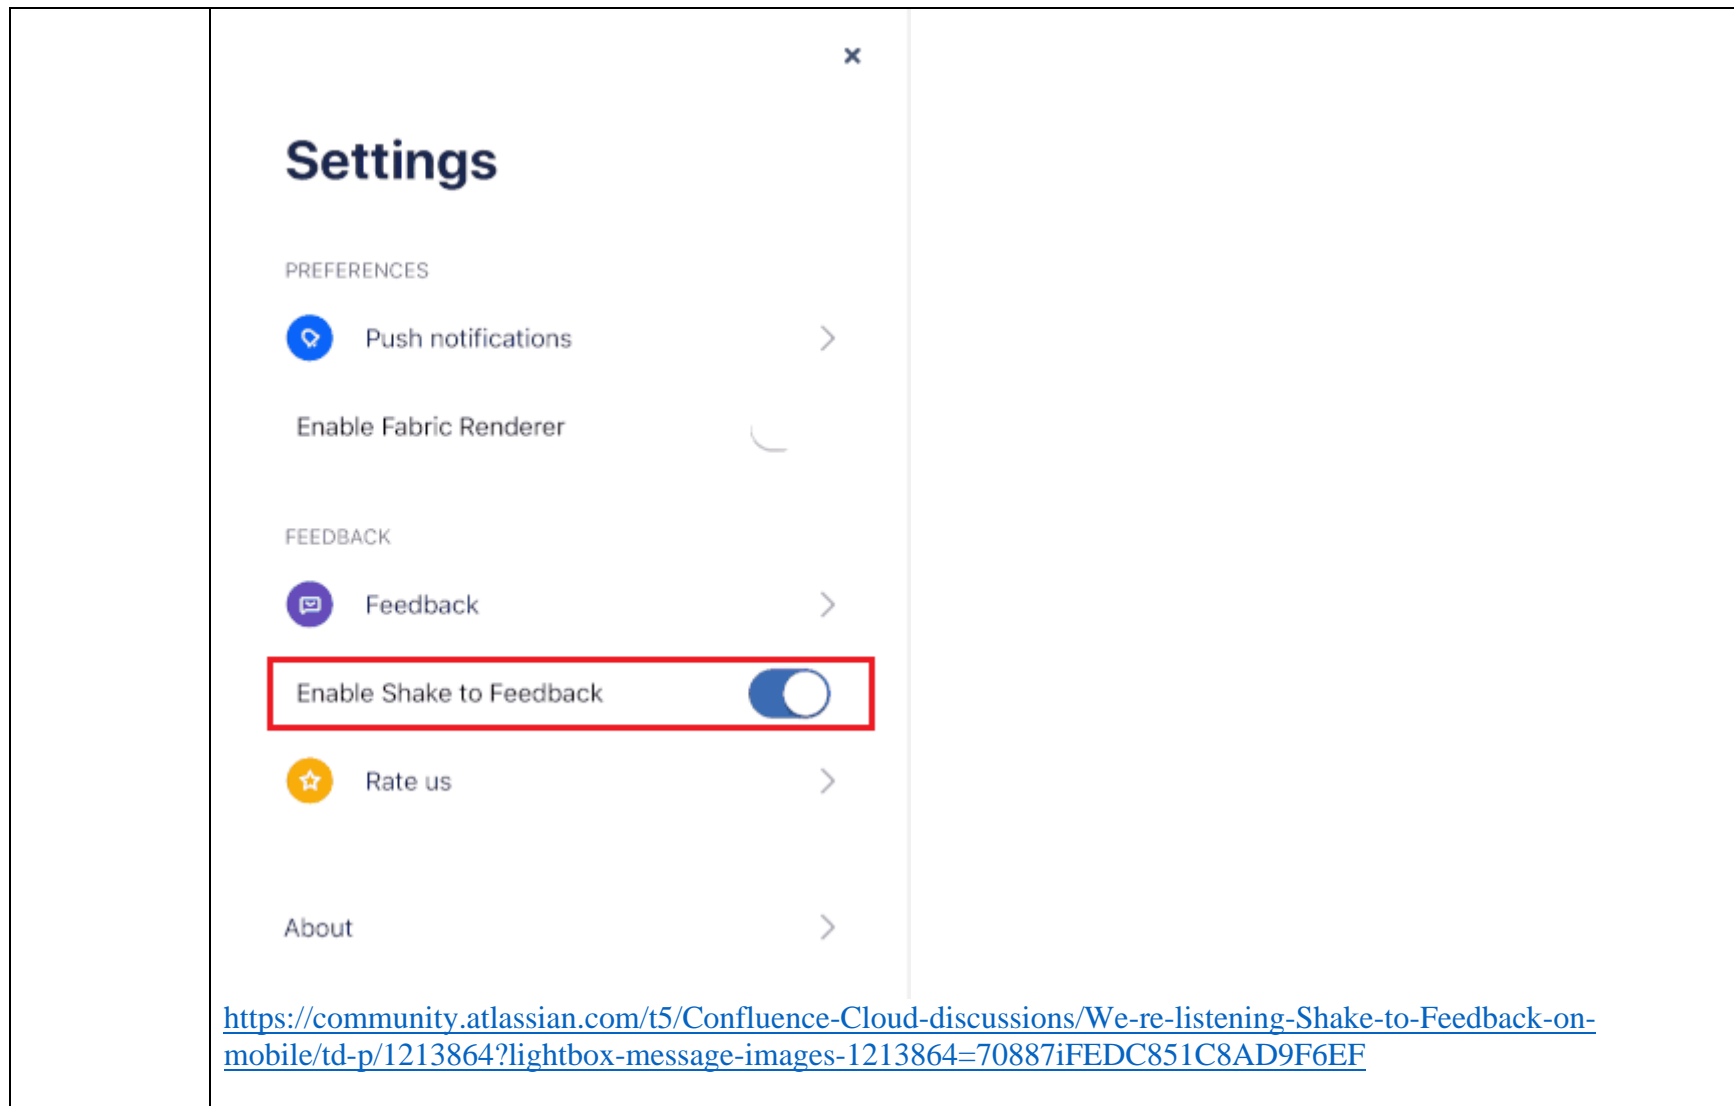 Settings
PREFERENCES
Push notifications
Enable Fabric Renderer
FEEDBACK
Feedback
Enable Shake to Feedback
Rate us
About
https://community.atlassian.com/t5/Confluence-Cloud-discussions/We-re-listening-Shake-to-Feedback-on-
mobile/td-p/1213864?lightbox-message-images-1213864=70887iFEDC851C8AD9F6EF